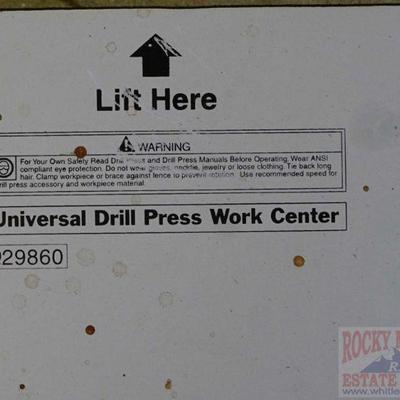 Lift Here
WARNING
For Your Own Safety Read Drill Press and Drill Press Manuals Before Operating, Wear ANSI
compliant eye protection. Do not wear gloves, necktie, jewelry or loose clothing. Tie back long
hair. Clamp workpiece or brace against fence to prevent rotation. Use recommended speed for
rill press accessory and workpiece material.
Universal Drill Press Work Center
29860
ROCKY M
ESTATE
www.whitle